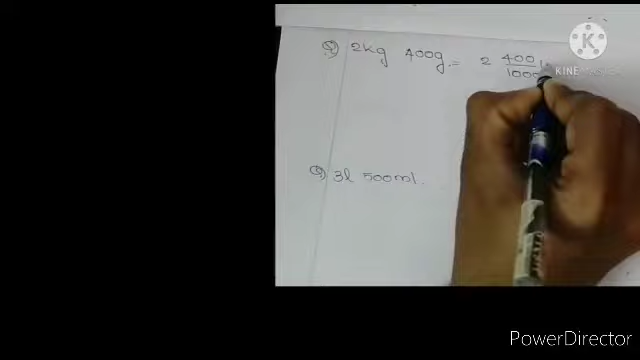 Q) 2kg 400g. = 2 400/1000 k
KINEMASTER
Q) 3l 500ml.
PowerDirector